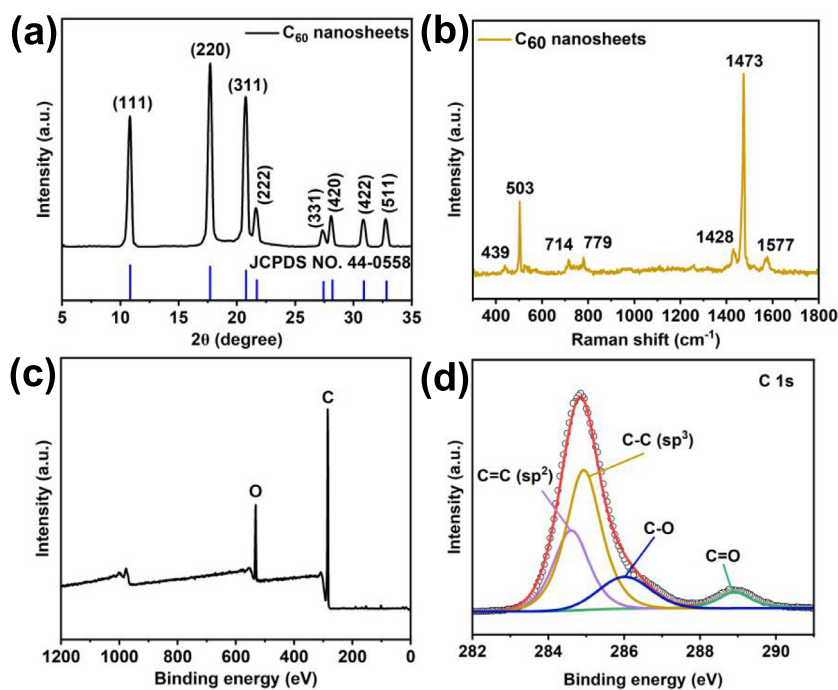 (a)
C60 nanosheets
(111)
(220)
(311)
(222)
(331)
(420)
(422)
(511)
JCPDS NO. 44-0558
Intensity (a.u.)
5 10 15 20 25 30 35
2θ (degree)
(b)
C60 nanosheets
439
503
714
779
1428
1473
1577
Intensity (a.u.)
400 600 800 1000 1200 1400 1600 1800
Raman shift (cm-1)
(c)
O
C
Intensity (a.u.)
1200 1000 800 600 400 200 0
Binding energy (eV)
(d)
C 1s
C-C (sp3)
C=C (sp2)
C-O
C=O
Intensity (a.u.)
282 284 286 288 290
Binding energy (eV)